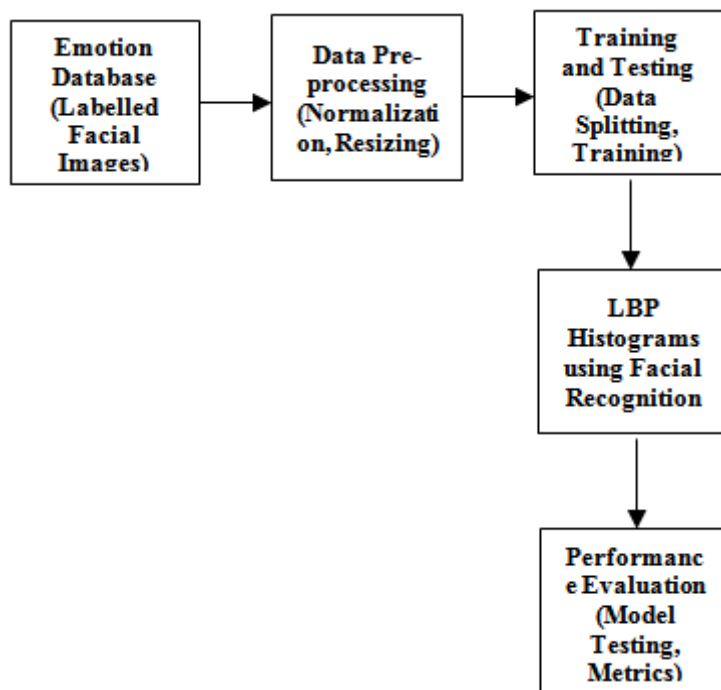 Emotion
Database
(Labelled
Facial
Images)
Data Pre-
processing
(Normalizati
on, Resizing)
Training
and Testing
(Data
Splitting,
Training)
LBP
Histograms
using Facial
Recognition
Performanc
e Evaluation
(Model
Testing,
Metrics)